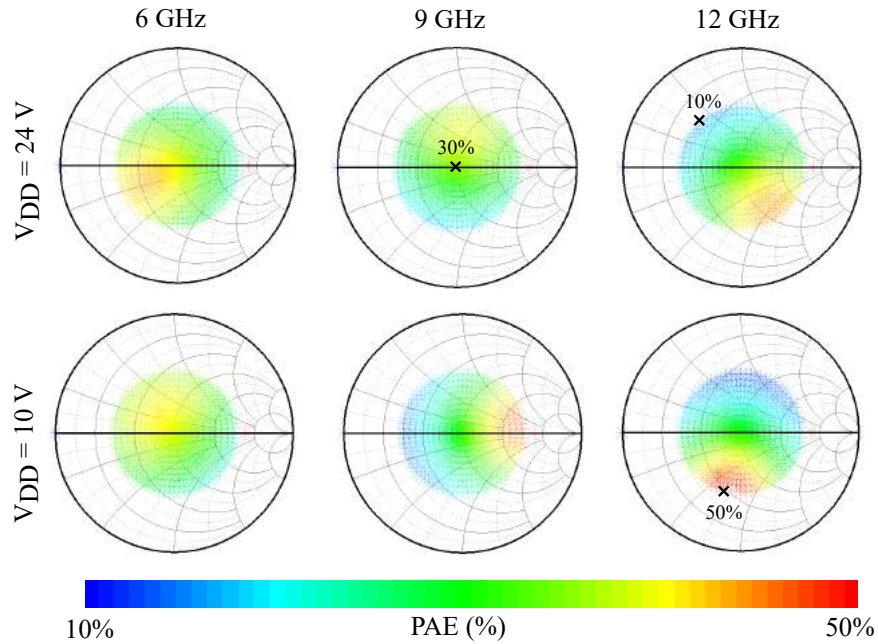 6 GHz
9 GHz
12 GHz
VDD = 24 V
30%
10%
VDD = 10 V
50%
10%
PAE (%)
50%